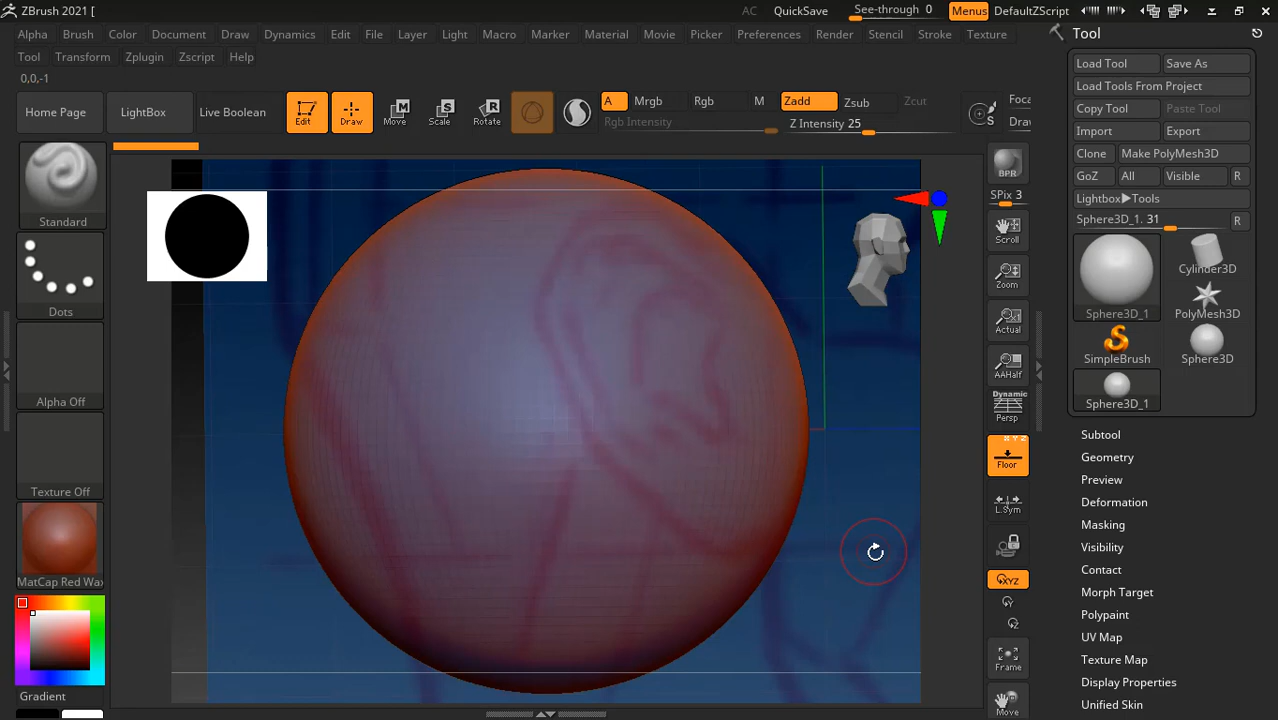 ZBrush 2021 [
AC QuickSave See-through 0 Menus DefaultZScript
Alpha Brush Color Document Draw Dynamics Edit File Layer Light Macro Marker Material Movie Picker Preferences Render Stencil Stroke Texture
Tool Transform Zplugin Zscript Help
0,0,-1
Home Page LightBox Live Boolean Edit Draw Move Scale Rotate A Mrgb Rgb M Zadd Zsub Zcut Foca
Rgb Intensity Z Intensity 25 Draw
Standard
Dots
Alpha Off
Texture Off
MatCap Red Wax
Gradient
BPR
SPix 3
Scroll
Zoom
Actual
AAHalf
Dynamic
Persp
X Y Z
Floor
L.Sym
XYZ
Y
Z
Frame
Move
Tool
Load Tool Save As
Load Tools From Project
Copy Tool Paste Tool
Import Export
Clone Make PolyMesh3D
GoZ All Visible R
Lightbox▶Tools
Sphere3D_1. 31 R
Sphere3D_1 Cylinder3D
PolyMesh3D
SimpleBrush Sphere3D
Sphere3D_1
Subtool
Geometry
Preview
Deformation
Masking
Visibility
Contact
Morph Target
Polypaint
UV Map
Texture Map
Display Properties
Unified Skin